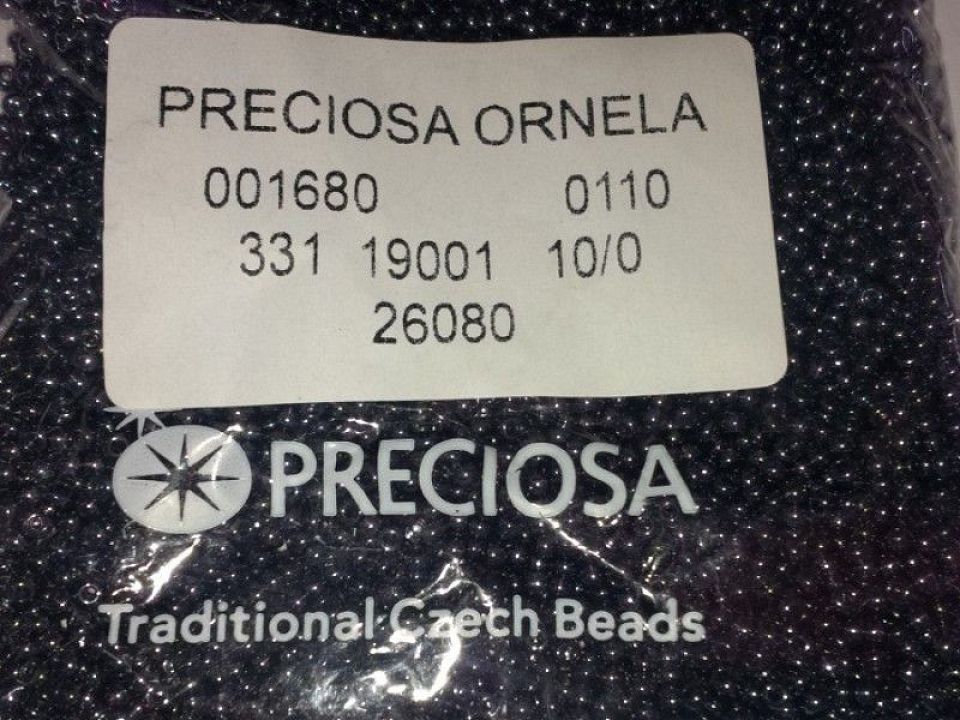 PRECIOSA ORNELA
001680 0110
331 19001 10/0
26080
PRECIOSA
Traditional Czech Beads